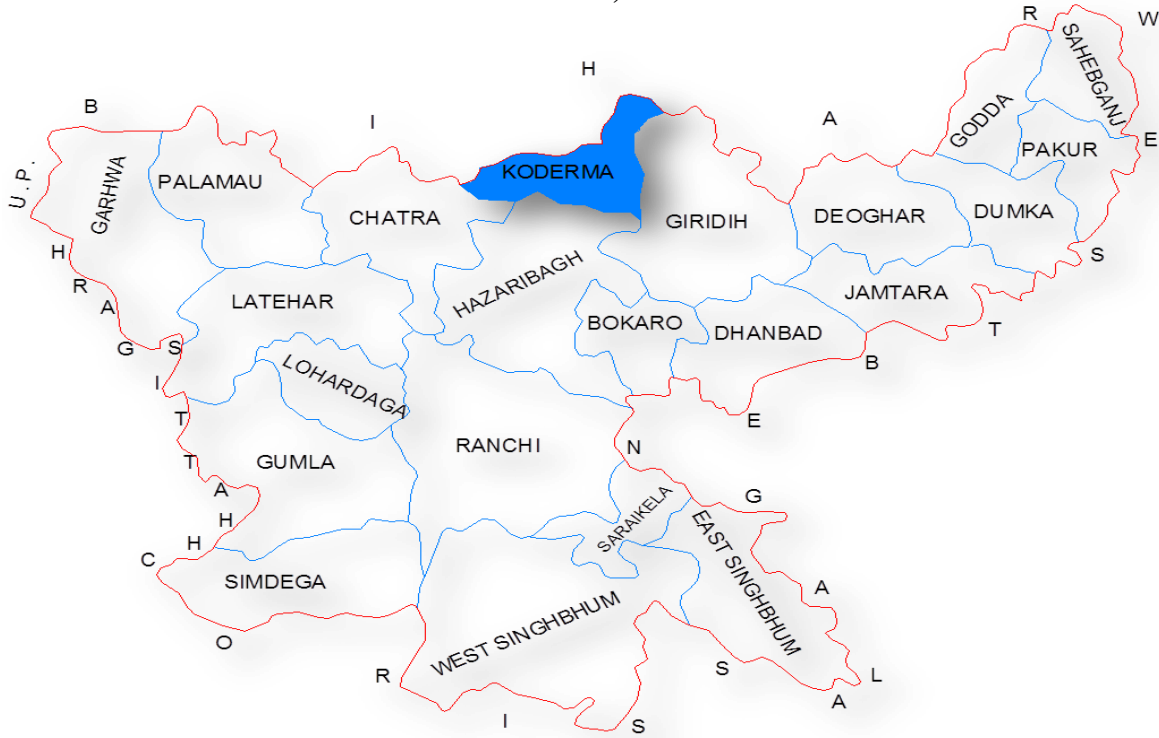 B I H A R
W E S T B E N G A L
U.P.
C H H A T T I S G A R H
O R I S S A
SAHEBGANJ
GODDA
PAKUR
KODERMA
PALAMAU
GARHWA
CHATRA
GIRIDIH
DEOGHAR
DUMKA
HAZARIBAGH
LATEHAR
JAMTARA
BOKARO
DHANBAD
LOHARDAGA
RANCHI
GUMLA
SARAIKELA
EAST SINGHBHUM
SIMDEGA
WEST SINGHBHUM